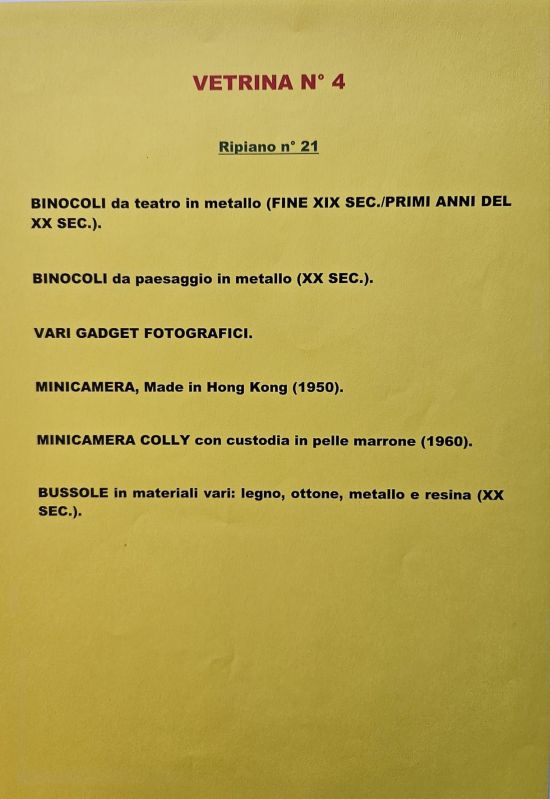 VETRINA N° 4
Ripiano n° 21
BINOCOLI da teatro in metallo (FINE XIX SEC./PRIMI ANNI DEL
XX SEC.).
BINOCOLI da paesaggio in metallo (XX SEC.).
VARI GADGET FOTOGRAFICI.
MINICAMERA, Made in Hong Kong (1950).
MINICAMERA COLLY con custodia in pelle marrone (1960).
BUSSOLE in materiali vari: legno, ottone, metallo e resina (XX
SEC.).